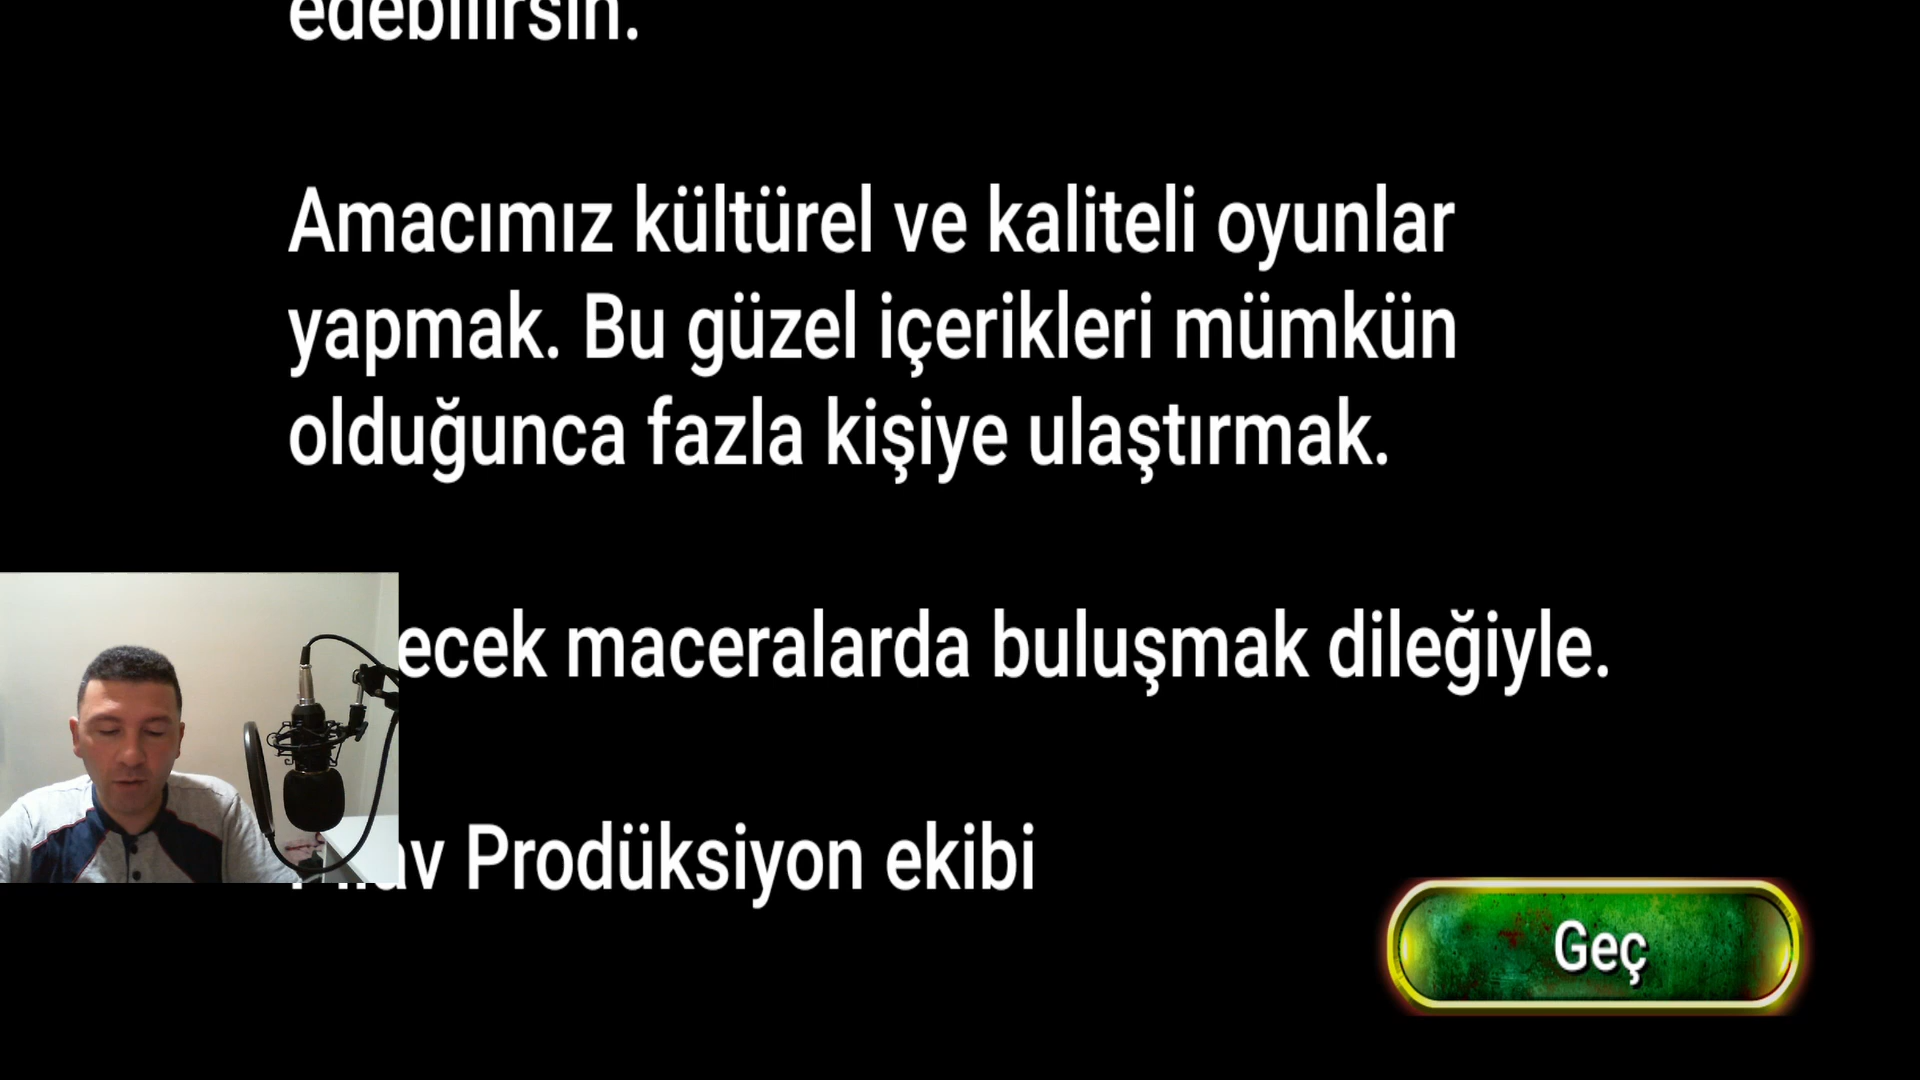 edebilirsin.
Amacımız kültürel ve kaliteli oyunlar
yapmak. Bu güzel içerikleri mümkün
olduğunca fazla kişiye ulaştırmak.
ecek maceralarda buluşmak dileğiyle.
Prodüksiyon ekibi
Geç